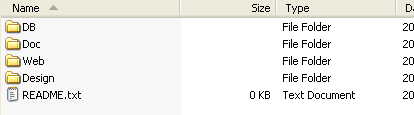 Name Size Type D
DB File Folder 20
Doc File Folder 20
Web File Folder 20
Design File Folder 20
README.txt 0 KB Text Document 20